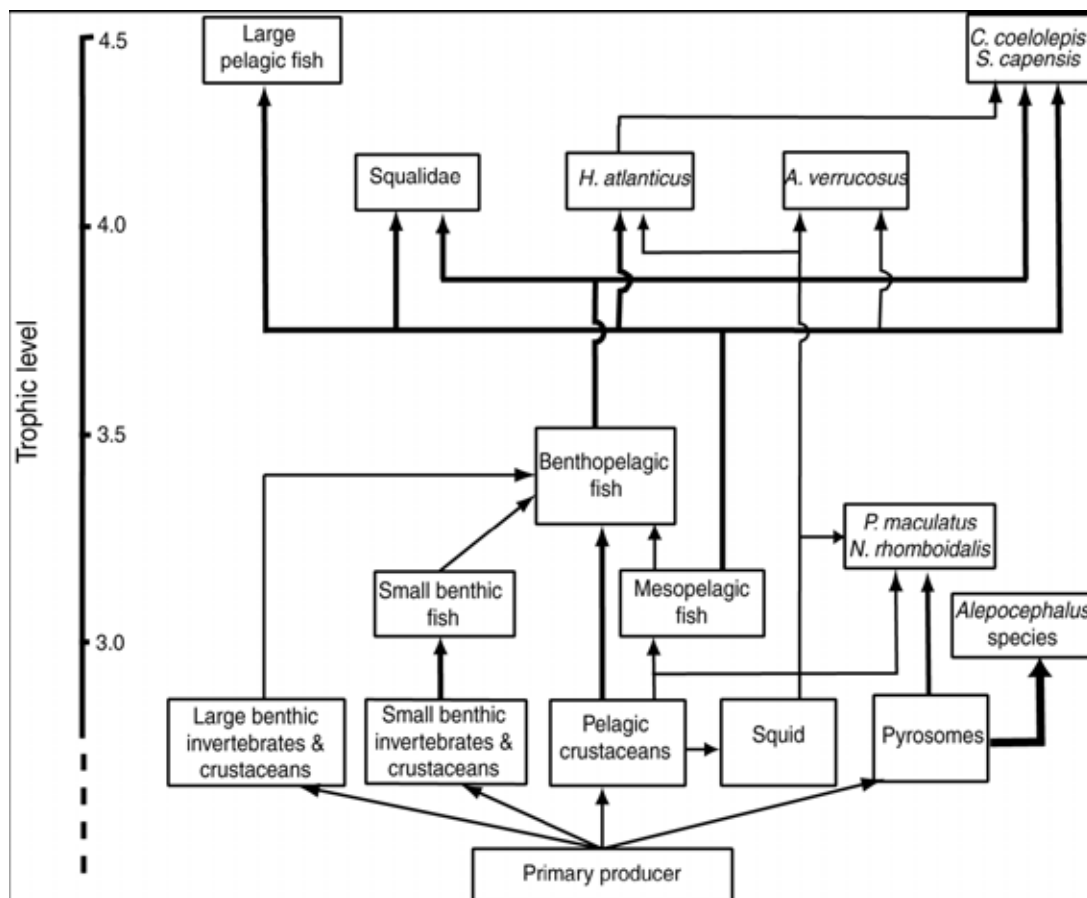 4.5
Large
pelagic fish
C. coelolepis
S. capensis
Squalidae
H. atlanticus
A. verrucosus
4.0
Trophic level
3.5
Benthopelagic
fish
P. maculatus
N. rhomboidalis
Small benthic
fish
Mesopelagic
fish
Alepocephalus
species
3.0
Large benthic
invertebrates &
crustaceans
Small benthic
invertebrates &
crustaceans
Pelagic
crustaceans
Squid
Pyrosomes
Primary producer